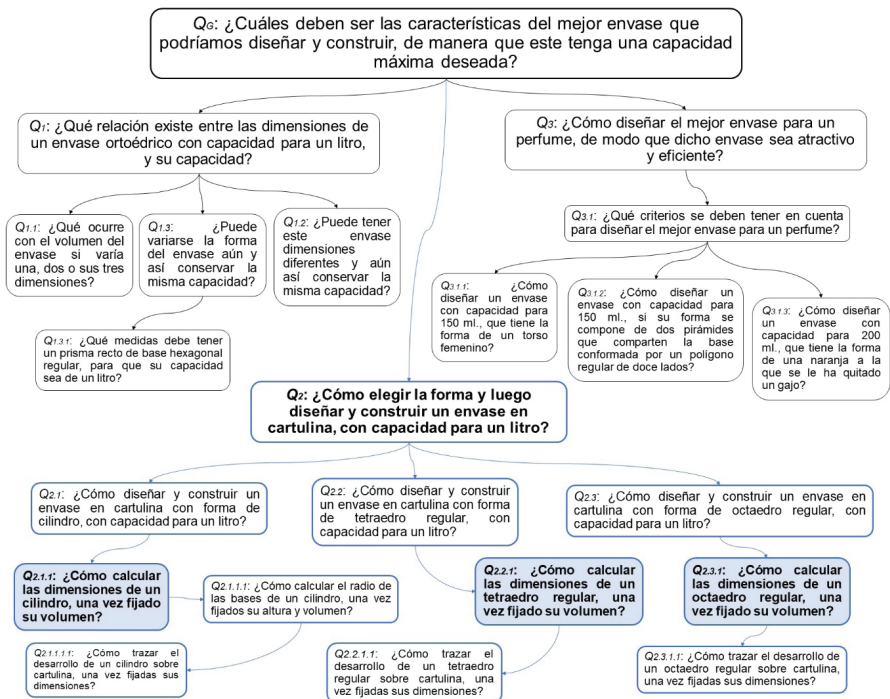 QG: ¿Cuáles deben ser las características del mejor envase que
podríamos diseñar y construir, de manera que este tenga una capacidad
máxima deseada?
Q1: ¿Qué relación existe entre las dimensiones de
un envase ortoédrico con capacidad para un litro,
y su capacidad?
Q3: ¿Cómo diseñar el mejor envase para un
perfume, de modo que dicho envase sea atractivo
y eficiente?
Q1.1: ¿Qué ocurre
con el volumen del
envase si varía
una, dos o sus tres
dimensiones?
Q1.3: ¿Puede
variarse la forma
del envase aún y
así conservar la
misma capacidad?
Q1.2: ¿Puede tener
este envase
dimensiones
diferentes y aún
así conservar la
misma capacidad?
Q3.1: ¿Qué criterios se deben tener en cuenta
para diseñar el mejor envase para un perfume?
Q1.3.1: ¿Qué medidas debe tener
un prisma recto de base hexagonal
regular, para que su capacidad
sea de un litro?
Q3.1.1: ¿Cómo
diseñar un envase
con capacidad para
150 ml., que tiene la
forma de un torso
femenino?
Q3.1.2: ¿Cómo diseñar un
envase con capacidad para
150 ml., si su forma se
compone de dos pirámides
que comparten la base
conformada por un polígono
regular de doce lados?
Q3.1.3: ¿Cómo diseñar
un envase con
capacidad para 200
ml., que tiene la forma
de una naranja a la
que se le ha quitado
un gajo?
Q2: ¿Cómo elegir la forma y luego
diseñar y construir un envase en
cartulina, con capacidad para un litro?
Q2.1: ¿Cómo diseñar y construir un
envase en cartulina con forma de
cilindro, con capacidad para un litro?
Q2.2: ¿Cómo diseñar y construir
un envase en cartulina con forma
de tetraedro regular, con
capacidad para un litro?
Q2.3: ¿Cómo diseñar y construir un envase en
cartulina con forma de octaedro regular, con
capacidad para un litro?
Q2.1.1: ¿Cómo calcular
las dimensiones de un
cilindro, una vez fijado
su volumen?
Q2.1.1.1: ¿Cómo calcular el radio de
las bases de un cilindro, una vez
fijados su altura y volumen?
Q2.2.1: ¿Cómo calcular
las dimensiones de un
tetraedro regular, una
vez fijado su volumen?
Q2.3.1: ¿Cómo calcular
las dimensiones de un
octaedro regular, una
vez fijado su volumen?
Q2.1.1.1.1: ¿Cómo trazar el
desarrollo de un cilindro sobre
cartulina, una vez fijadas sus
dimensiones?
Q2.2.1.1: ¿Cómo trazar el
desarrollo de un tetraedro
regular sobre cartulina, una
vez fijadas sus dimensiones?
Q2.3.1.1: ¿Cómo trazar el desarrollo de
un octaedro regular sobre cartulina,
una vez fijadas sus dimensiones?